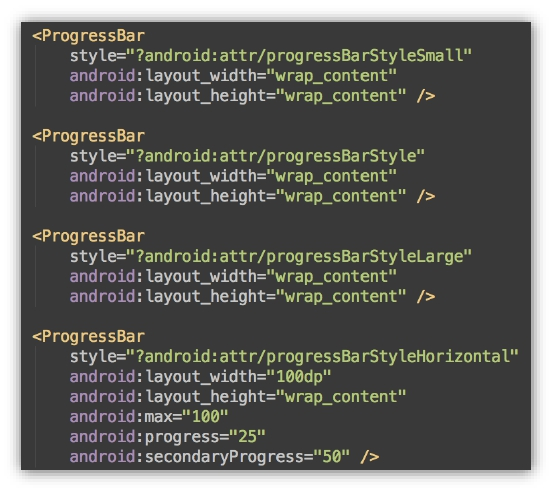 <ProgressBar
style="?android:attr/progressBarStyleSmall"
android:layout_width="wrap_content"
android:layout_height="wrap_content" />
<ProgressBar
style="?android:attr/progressBarStyle"
android:layout_width="wrap_content"
android:layout_height="wrap_content" />
<ProgressBar
style="?android:attr/progressBarStyleLarge"
android:layout_width="wrap_content"
android:layout_height="wrap_content" />
<ProgressBar
style="?android:attr/progressBarStyleHorizontal"
android:layout_width="100dp"
android:layout_height="wrap_content"
android:max="100"
android:progress="25"
android:secondaryProgress="50" />